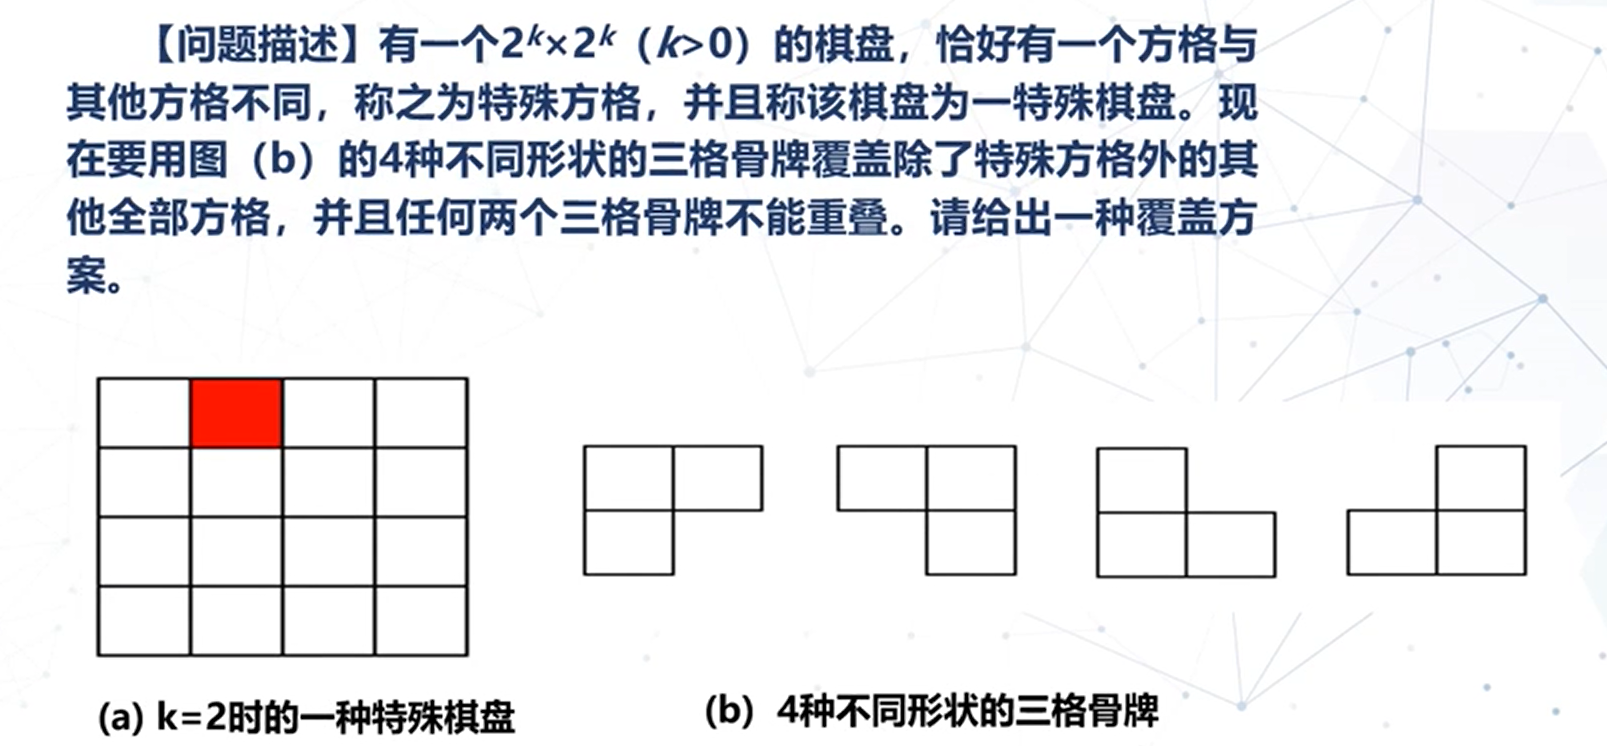 【问题描述】有一个2ᵏ×2ᵏ（k>0）的棋盘，恰好有一个方格与
其他方格不同，称之为特殊方格，并且称该棋盘为一特殊棋盘。现
在要用图（b）的4种不同形状的三格骨牌覆盖除了特殊方格外的其
他全部方格，并且任何两个三格骨牌不能重叠。请给出一种覆盖方
案。
(a) k=2时的一种特殊棋盘
(b) 4种不同形状的三格骨牌